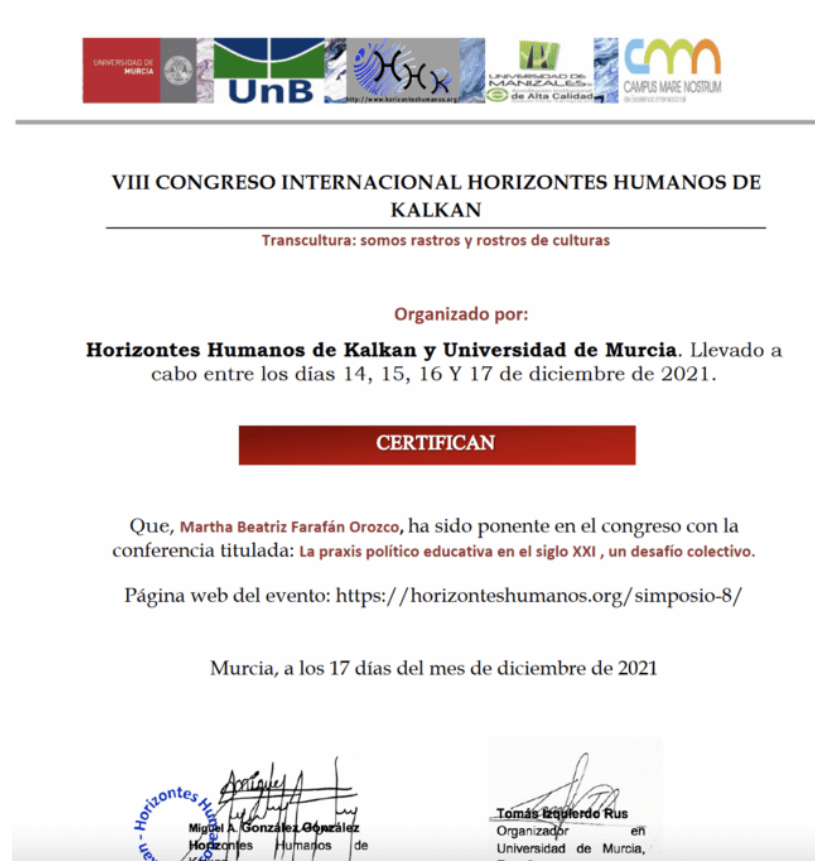 UNIVERSIDAD DE
MURCIA
UnB
HHK
http://www.horizonteshumanos.org
UNIVERSIDAD DE
MANIZALES
de Alta Calidad
CAMPUS MARE NOSTRUM
VIII CONGRESO INTERNACIONAL HORIZONTES HUMANOS DE
KALKAN
Transcultura: somos rastros y rostros de culturas
Organizado por:
Horizontes Humanos de Kalkan y Universidad de Murcia. Llevado a
cabo entre los días 14, 15, 16 Y 17 de diciembre de 2021.
CERTIFICAN
Que, Martha Beatriz Farafán Orozco, ha sido ponente en el congreso con la
conferencia titulada: La praxis político educativa en el siglo XXI , un desafío colectivo.
Página web del evento: https://horizonteshumanos.org/simposio-8/
Murcia, a los 17 días del mes de diciembre de 2021
Horizontes
Miguel A. González González
Horizontes Humanos de
Tomás Izquierdo Rus
Organizador en
Universidad de Murcia,